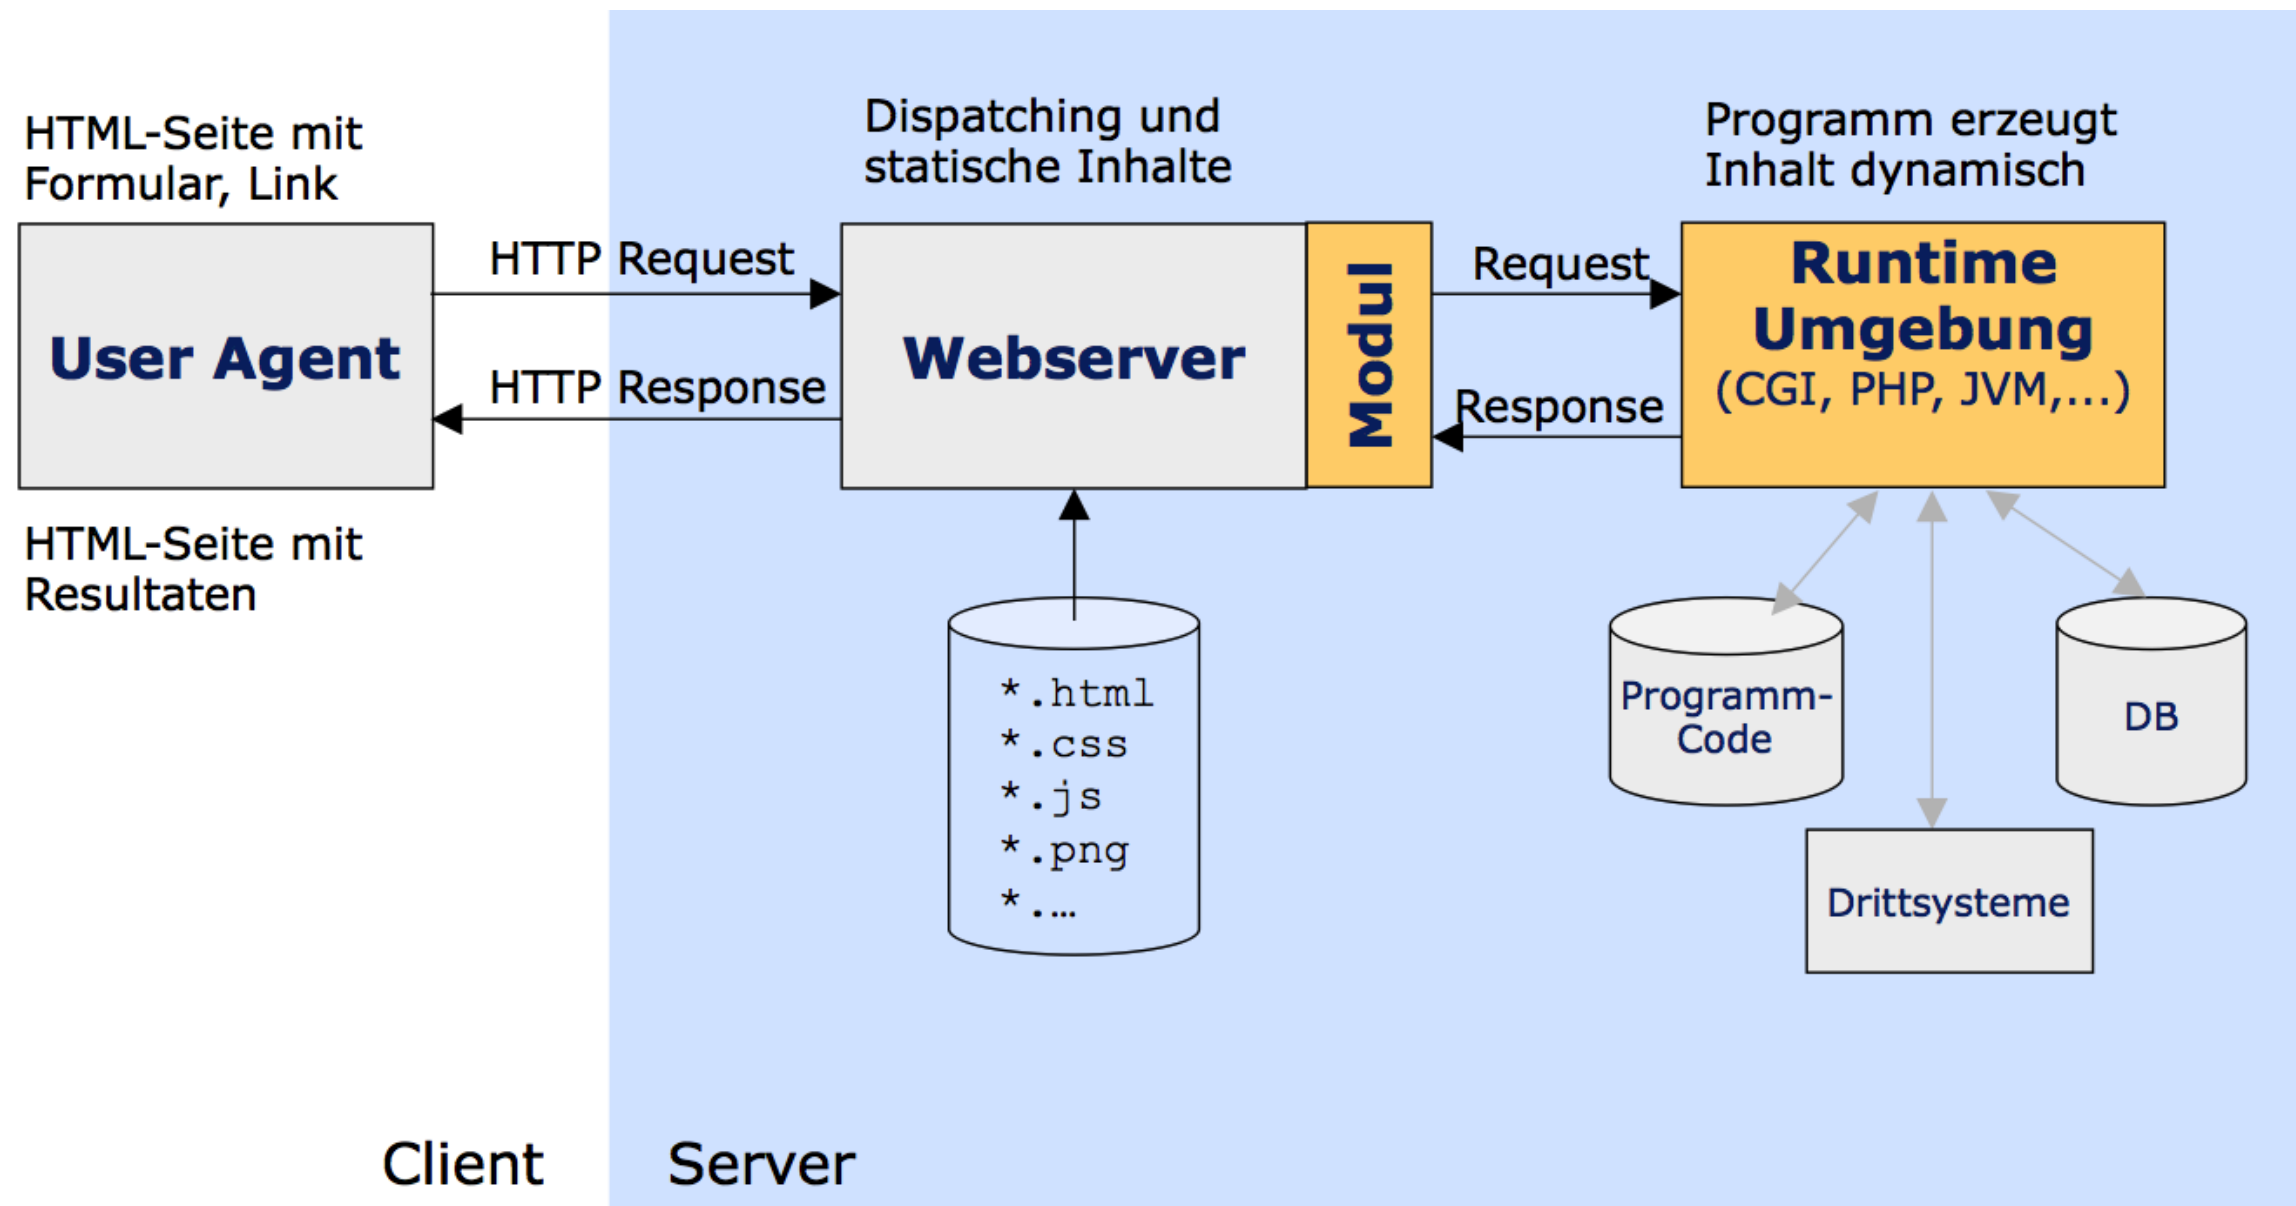 HTML-Seite mit
Formular, Link
User Agent
HTML-Seite mit
Resultaten
HTTP Request
HTTP Response
Dispatching und
statische Inhalte
Webserver
Modul
*.html
*.css
*.js
*.png
*.…
Request
Response
Programm erzeugt
Inhalt dynamisch
Runtime
Umgebung
(CGI, PHP, JVM,...)
Programm-
Code
DB
Drittsysteme
Client
Server